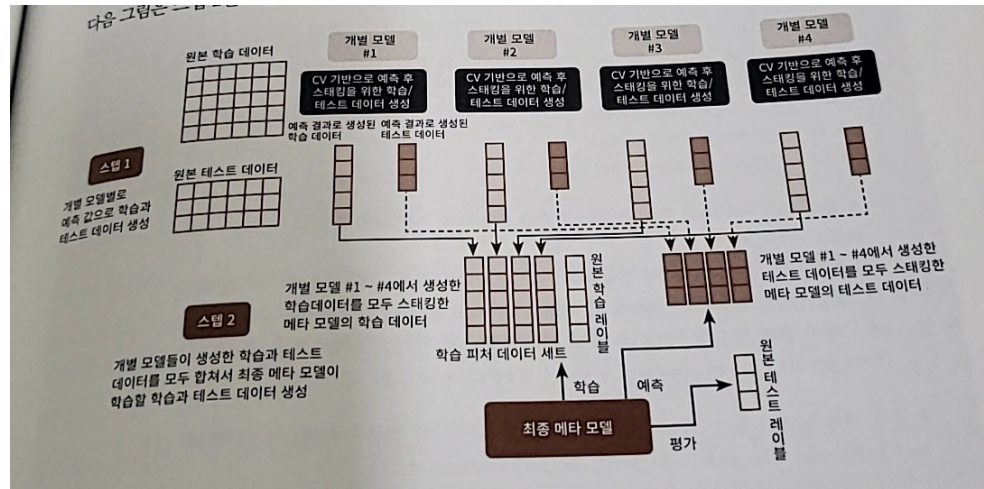 다음 그림은
개별 모델
#1
개별 모델
#2
개별 모델
#3
개별 모델
#4
원본 학습 데이터
CV 기반으로 예측 후
스태킹을 위한 학습/
테스트 데이터 생성
CV 기반으로 예측 후
스태킹을 위한 학습/
테스트 데이터 생성
CV 기반으로 예측 후
스태킹을 위한 학습/
테스트 데이터 생성
CV 기반으로 예측 후
스태킹을 위한 학습/
테스트 데이터 생성
예측 결과로 생성된
학습 데이터
예측 결과로 생성된
테스트 데이터
스텝 1
개별 모델별로
예측 값으로 학습과
테스트 데이터 생성
원본 테스트 데이터
개별 모델 #1 ~ #4에서 생성한
학습데이터를 모두 스태킹한
메타 모델의 학습 데이터
원본 학습 레이블
개별 모델 #1 ~ #4에서 생성한
테스트 데이터를 모두 스태킹한
메타 모델의 테스트 데이터
스텝 2
개별 모델들이 생성한 학습과 테스트
데이터를 모두 합쳐서 최종 메타 모델이
학습할 학습과 테스트 데이터 생성
학습 피처 데이터 세트
학습
예측
원본 테스트 레이블
최종 메타 모델
평가